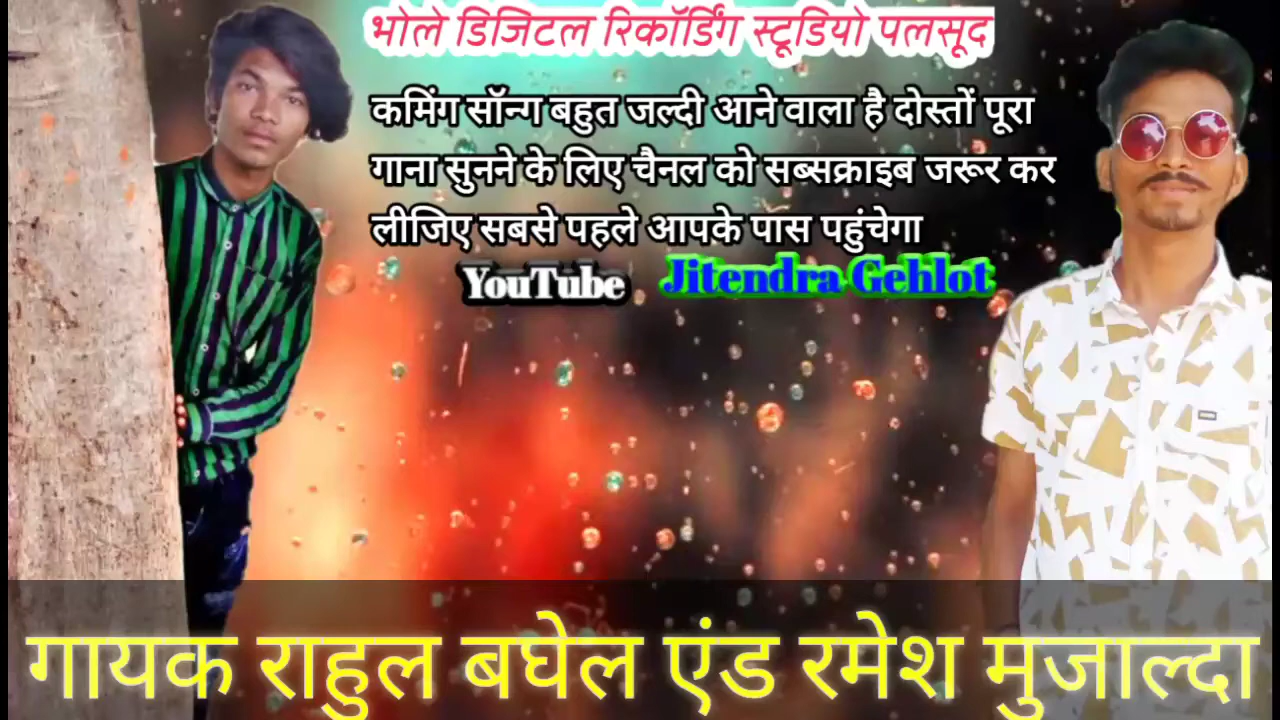 भोले डिजिटल रिकॉर्डिंग स्टूडियो पलसूद
कमिंग सॉन्ग बहुत जल्दी आने वाला है दोस्तों पूरा
गाना सुनने के लिए चैनल को सब्सक्राइब जरूर कर
लीजिए सबसे पहले आपके पास पहुंचेगा
YouTube Jitendra Gehlot
गायक राहुल बघेल एंड रमेश मुजाल्दा